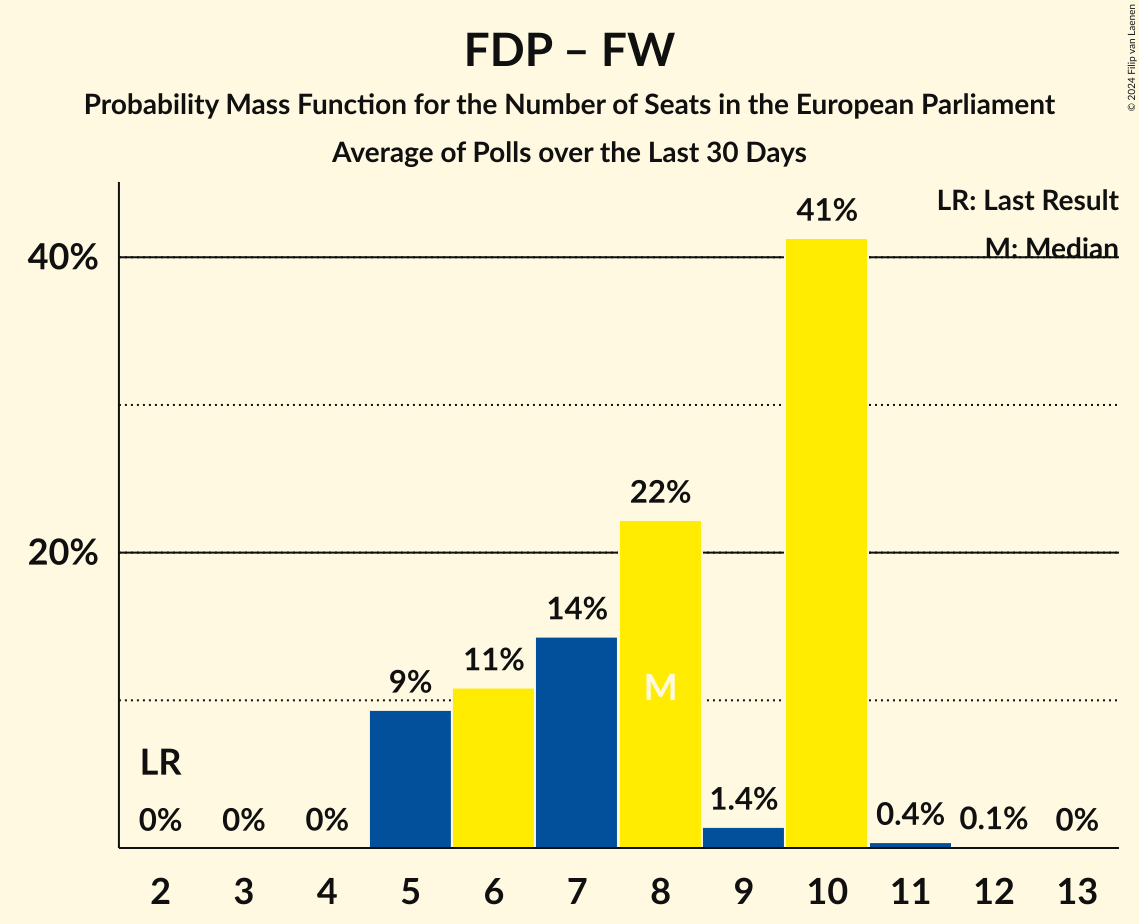 FDP – FW
Probability Mass Function for the Number of Seats in the European Parliament
Average of Polls over the Last 30 Days
© 2024 Filip van Laenen
LR: Last Result
M: Median
40%
20%
LR
0%
0%
0%
9%
11%
14%
22%
M
1.4%
41%
0.4%
0.1%
0%
2 3 4 5 6 7 8 9 10 11 12 13